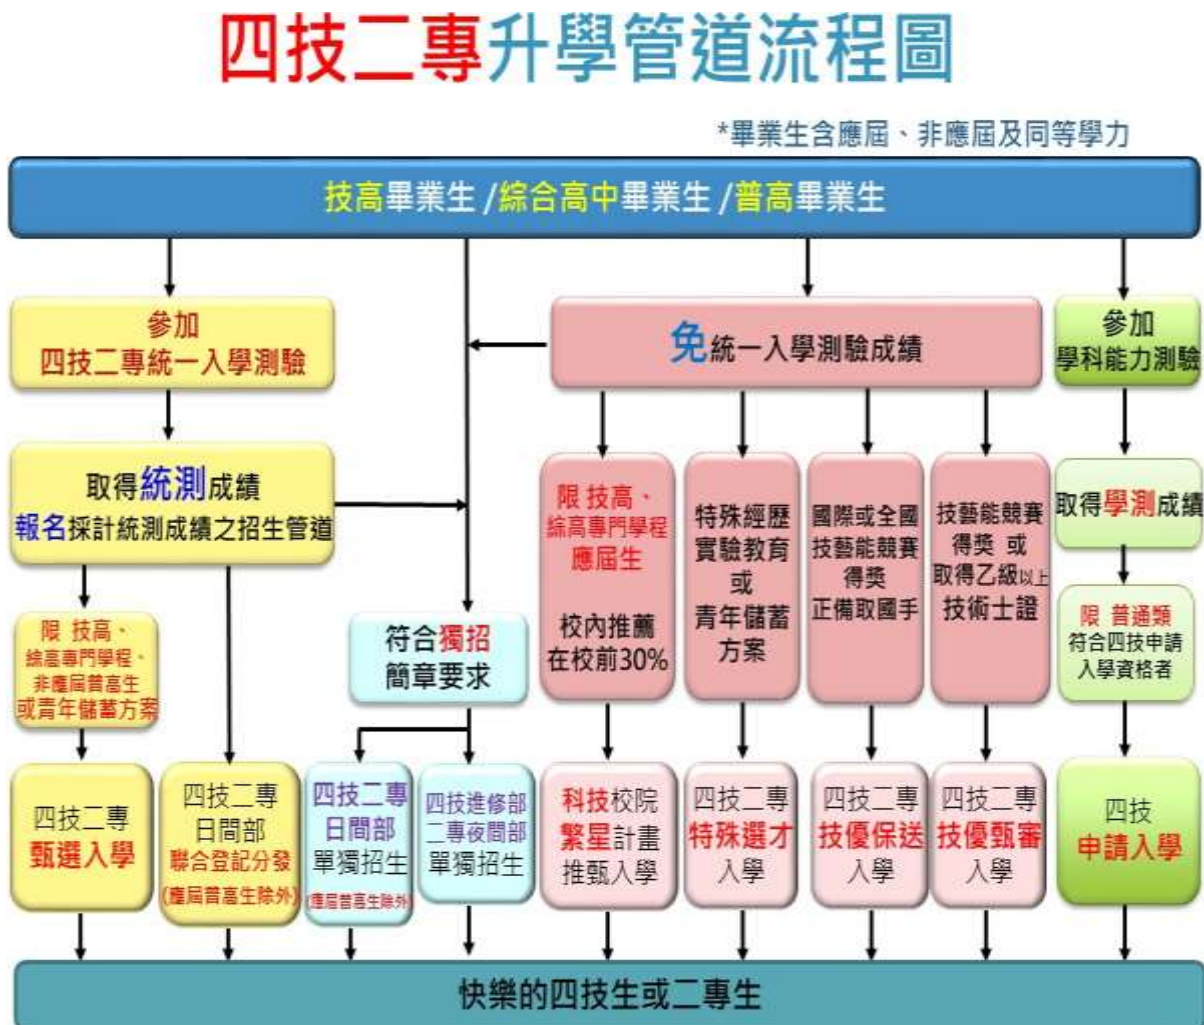 四技二專升學管道流程圖
*畢業生含應屆、非應屆及同等學力
技高畢業生 /綜合高中畢業生 /普高畢業生
參加
四技二專統一入學測驗
免統一入學測驗成績
參加
學科能力測驗
取得統測成績
報名採計統測成績之招生管道
限 技高、
綜高專門學程
應屆生
校內推薦
在校前30%
特殊經歷
實驗教育
或
青年儲蓄
方案
國際或全國
技藝能競賽
得獎
正備取國手
技藝能競賽
得獎 或
取得乙級以上
技術士證
取得學測成績
限 技高、
綜高專門學程、
非應屆普高生
或青年儲蓄方案
符合獨招
簡章要求
限 普通類
符合四技申請
入學資格者
四技二專
甄選入學
四技二專
日間部
聯合登記分發
(應屆普高生除外)
四技二專
日間部
單獨招生
(應屆普高生除外)
四技進修部
二專夜間部
單獨招生
科技校院
繁星計畫
推甄入學
四技二專
特殊選才
入學
四技二專
技優保送
入學
四技二專
技優甄審
入學
四技
申請入學
快樂的四技生或二專生